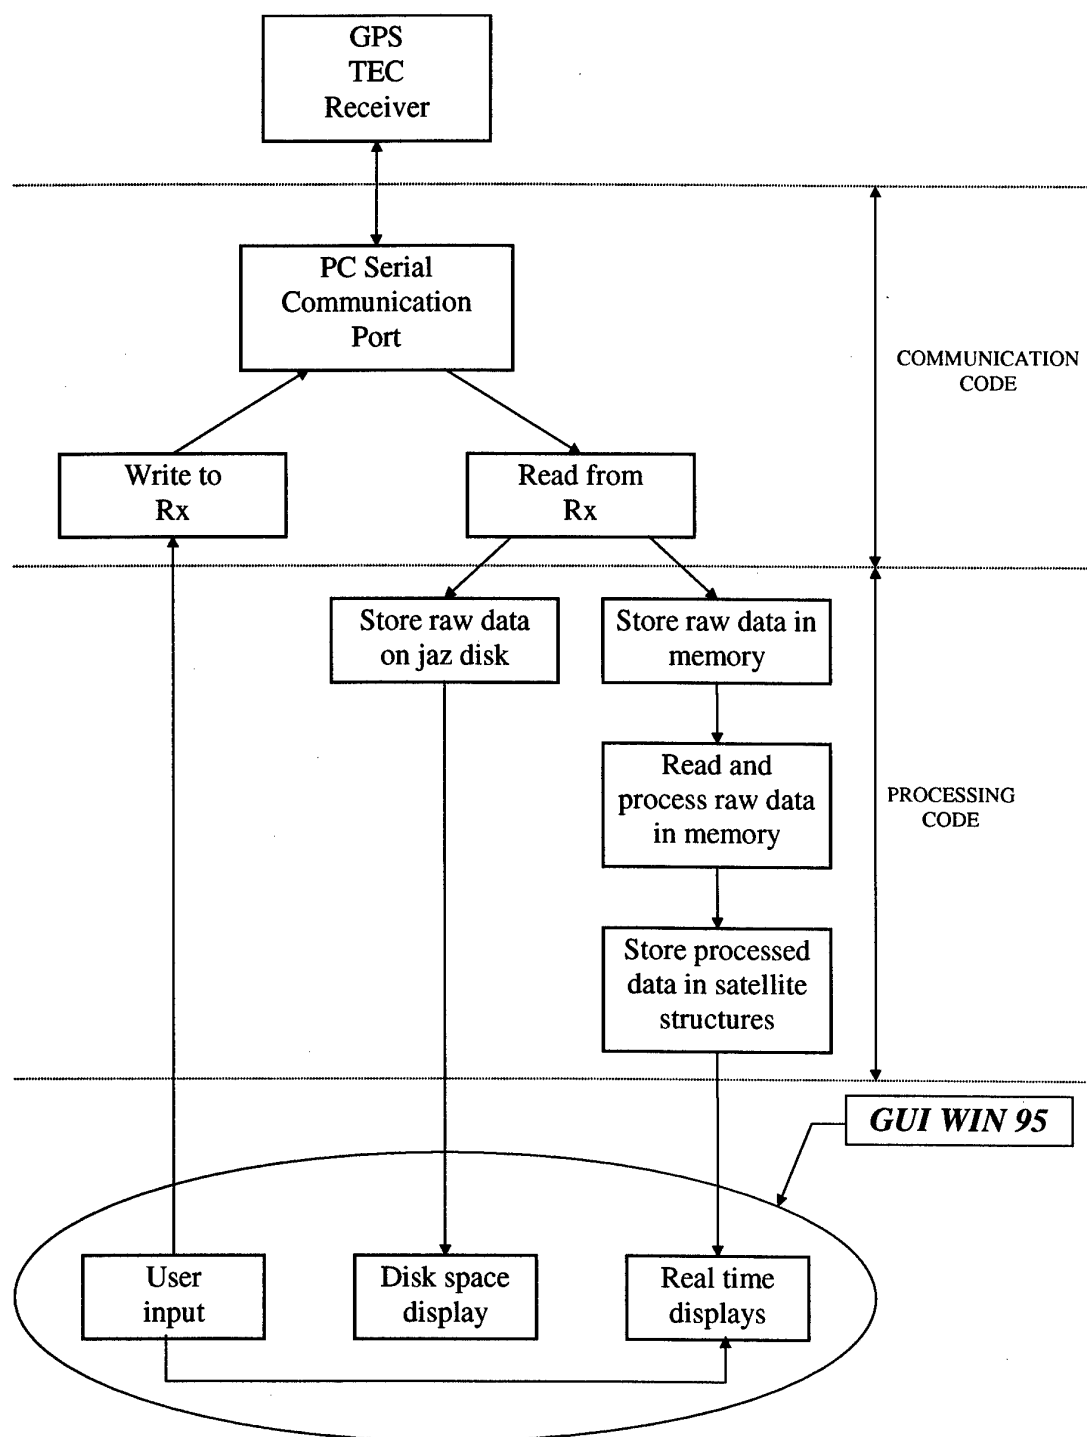 GPS
TEC
Receiver
PC Serial
Communication
Port
COMMUNICATION
CODE
Write to
Rx
Read from
Rx
Store raw data
on jaz disk
Store raw data in
memory
Read and
process raw data
in memory
PROCESSING
CODE
Store processed
data in satellite
structures
GUI WIN 95
User
input
Disk space
display
Real time
displays